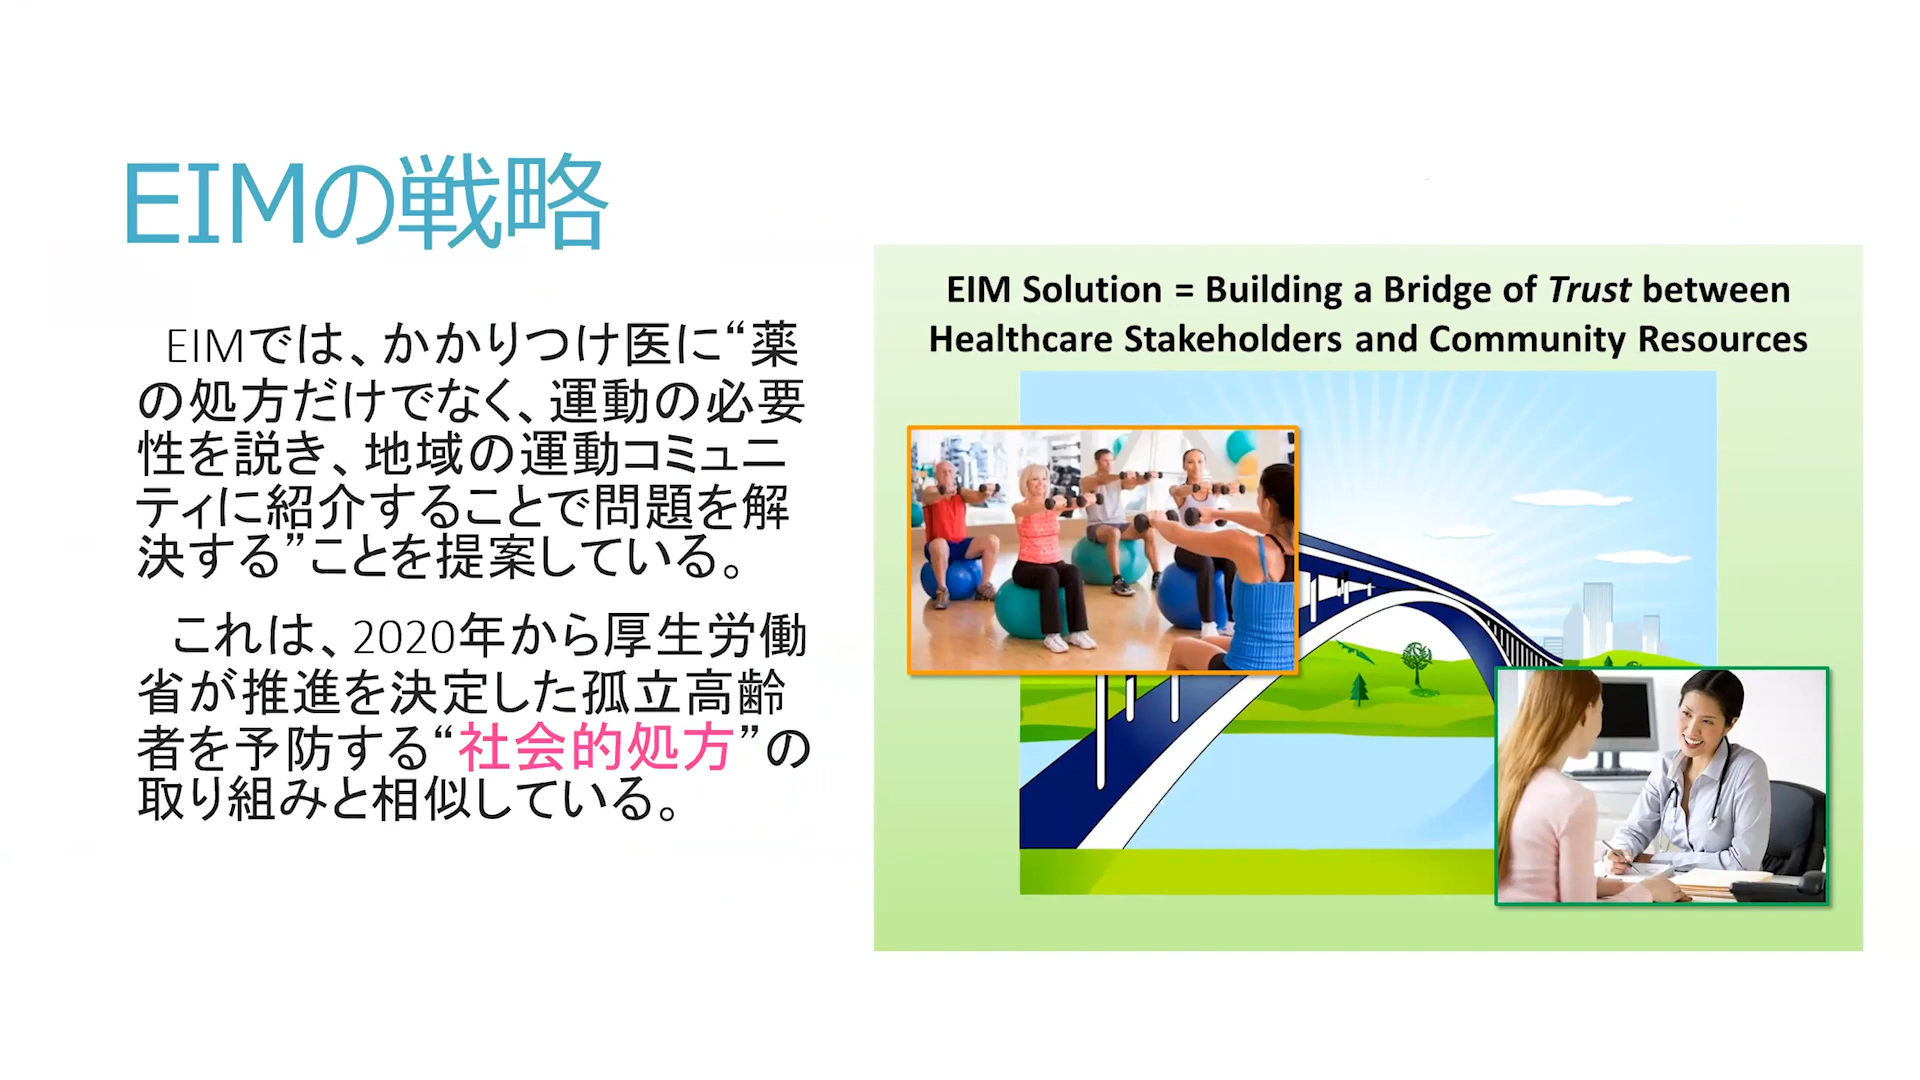 EIMの戦略
EIMでは、かかりつけ医に“薬
の処方だけでなく、運動の必要
性を説き、地域の運動コミュニ
ティに紹介することで問題を解
決する”ことを提案している。
これは、2020年から厚生労働
省が推進を決定した孤立高齢
者を予防する“社会的処方”の
取り組みと相似している。
EIM Solution = Building a Bridge of Trust between
Healthcare Stakeholders and Community Resources